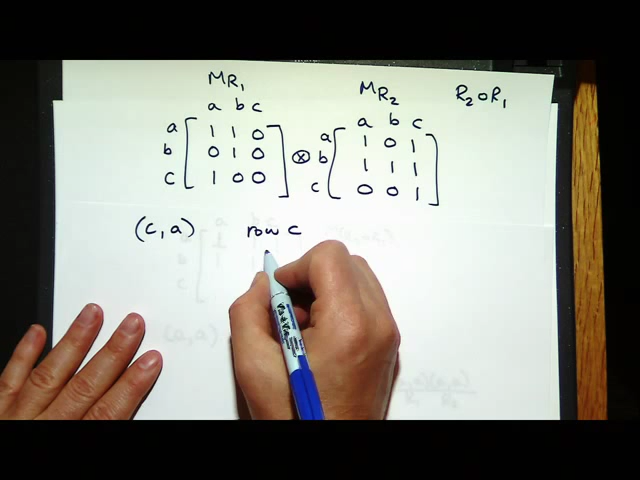 MR₁ MR₂ R₂∘R₁
a b c a b c
a [ 1 1 0 ] a [ 1 0 1 ]
b [ 0 1 0 ] ⊗ b [ 1 1 1 ]
c [ 1 0 0 ] c [ 0 0 1 ]
(c,a) row c
(a,a)